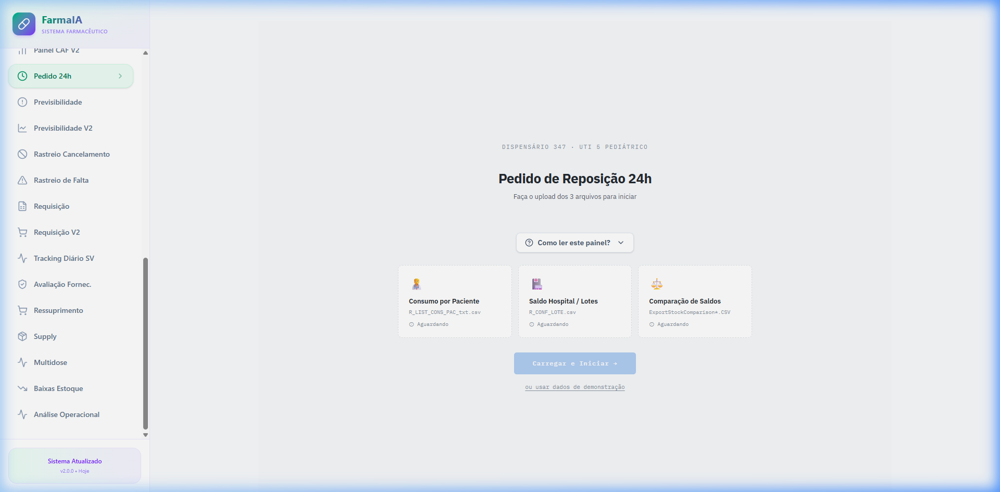 FarmaIA
SISTEMA FARMACÊUTICO
Painel CAF V2
Pedido 24h
Previsibilidade
Previsibilidade V2
Rastreio Cancelamento
Rastreio de Falta
Requisição
Requisição V2
Tracking Diário SV
Avaliação Fornec.
Ressuprimento
Supply
Multidose
Baixas Estoque
Análise Operacional
Sistema Atualizado
v2.0.0 • Hoje
DISPENSÁRIO 347 · UTI 5 PEDIÁTRICO
Pedido de Reposição 24h
Faça o upload dos 3 arquivos para iniciar
Como ler este painel?
Consumo por Paciente
R_LIST_CONS_PAC_txt.csv
Aguardando
Saldo Hospital / Lotes
R_CONF_LOTE.csv
Aguardando
Comparação de Saldos
ExportStockComparison*.CSV
Aguardando
Carregar e Iniciar →
ou usar dados de demonstração